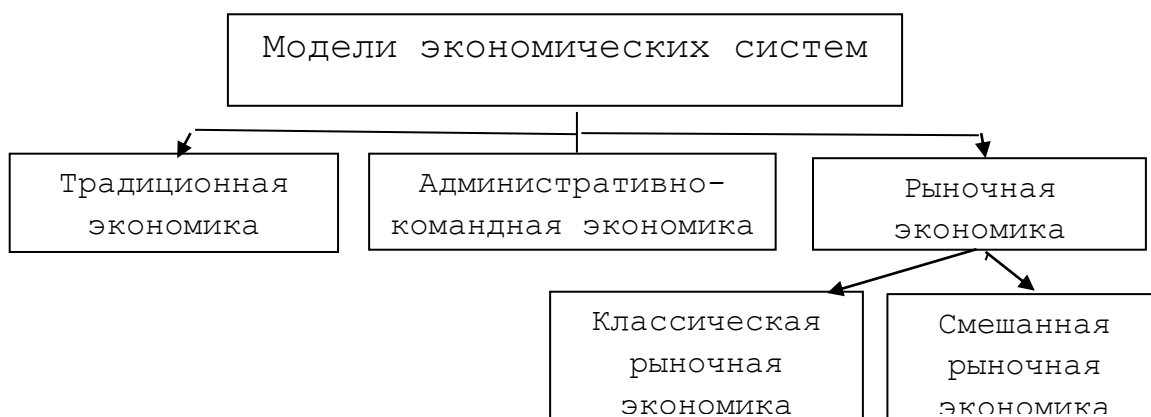 Модели экономических систем
Традиционная
экономика
Административно-
командная экономика
Рыночная
экономика
Классическая
рыночная
экономика
Смешанная
рыночная
экономика